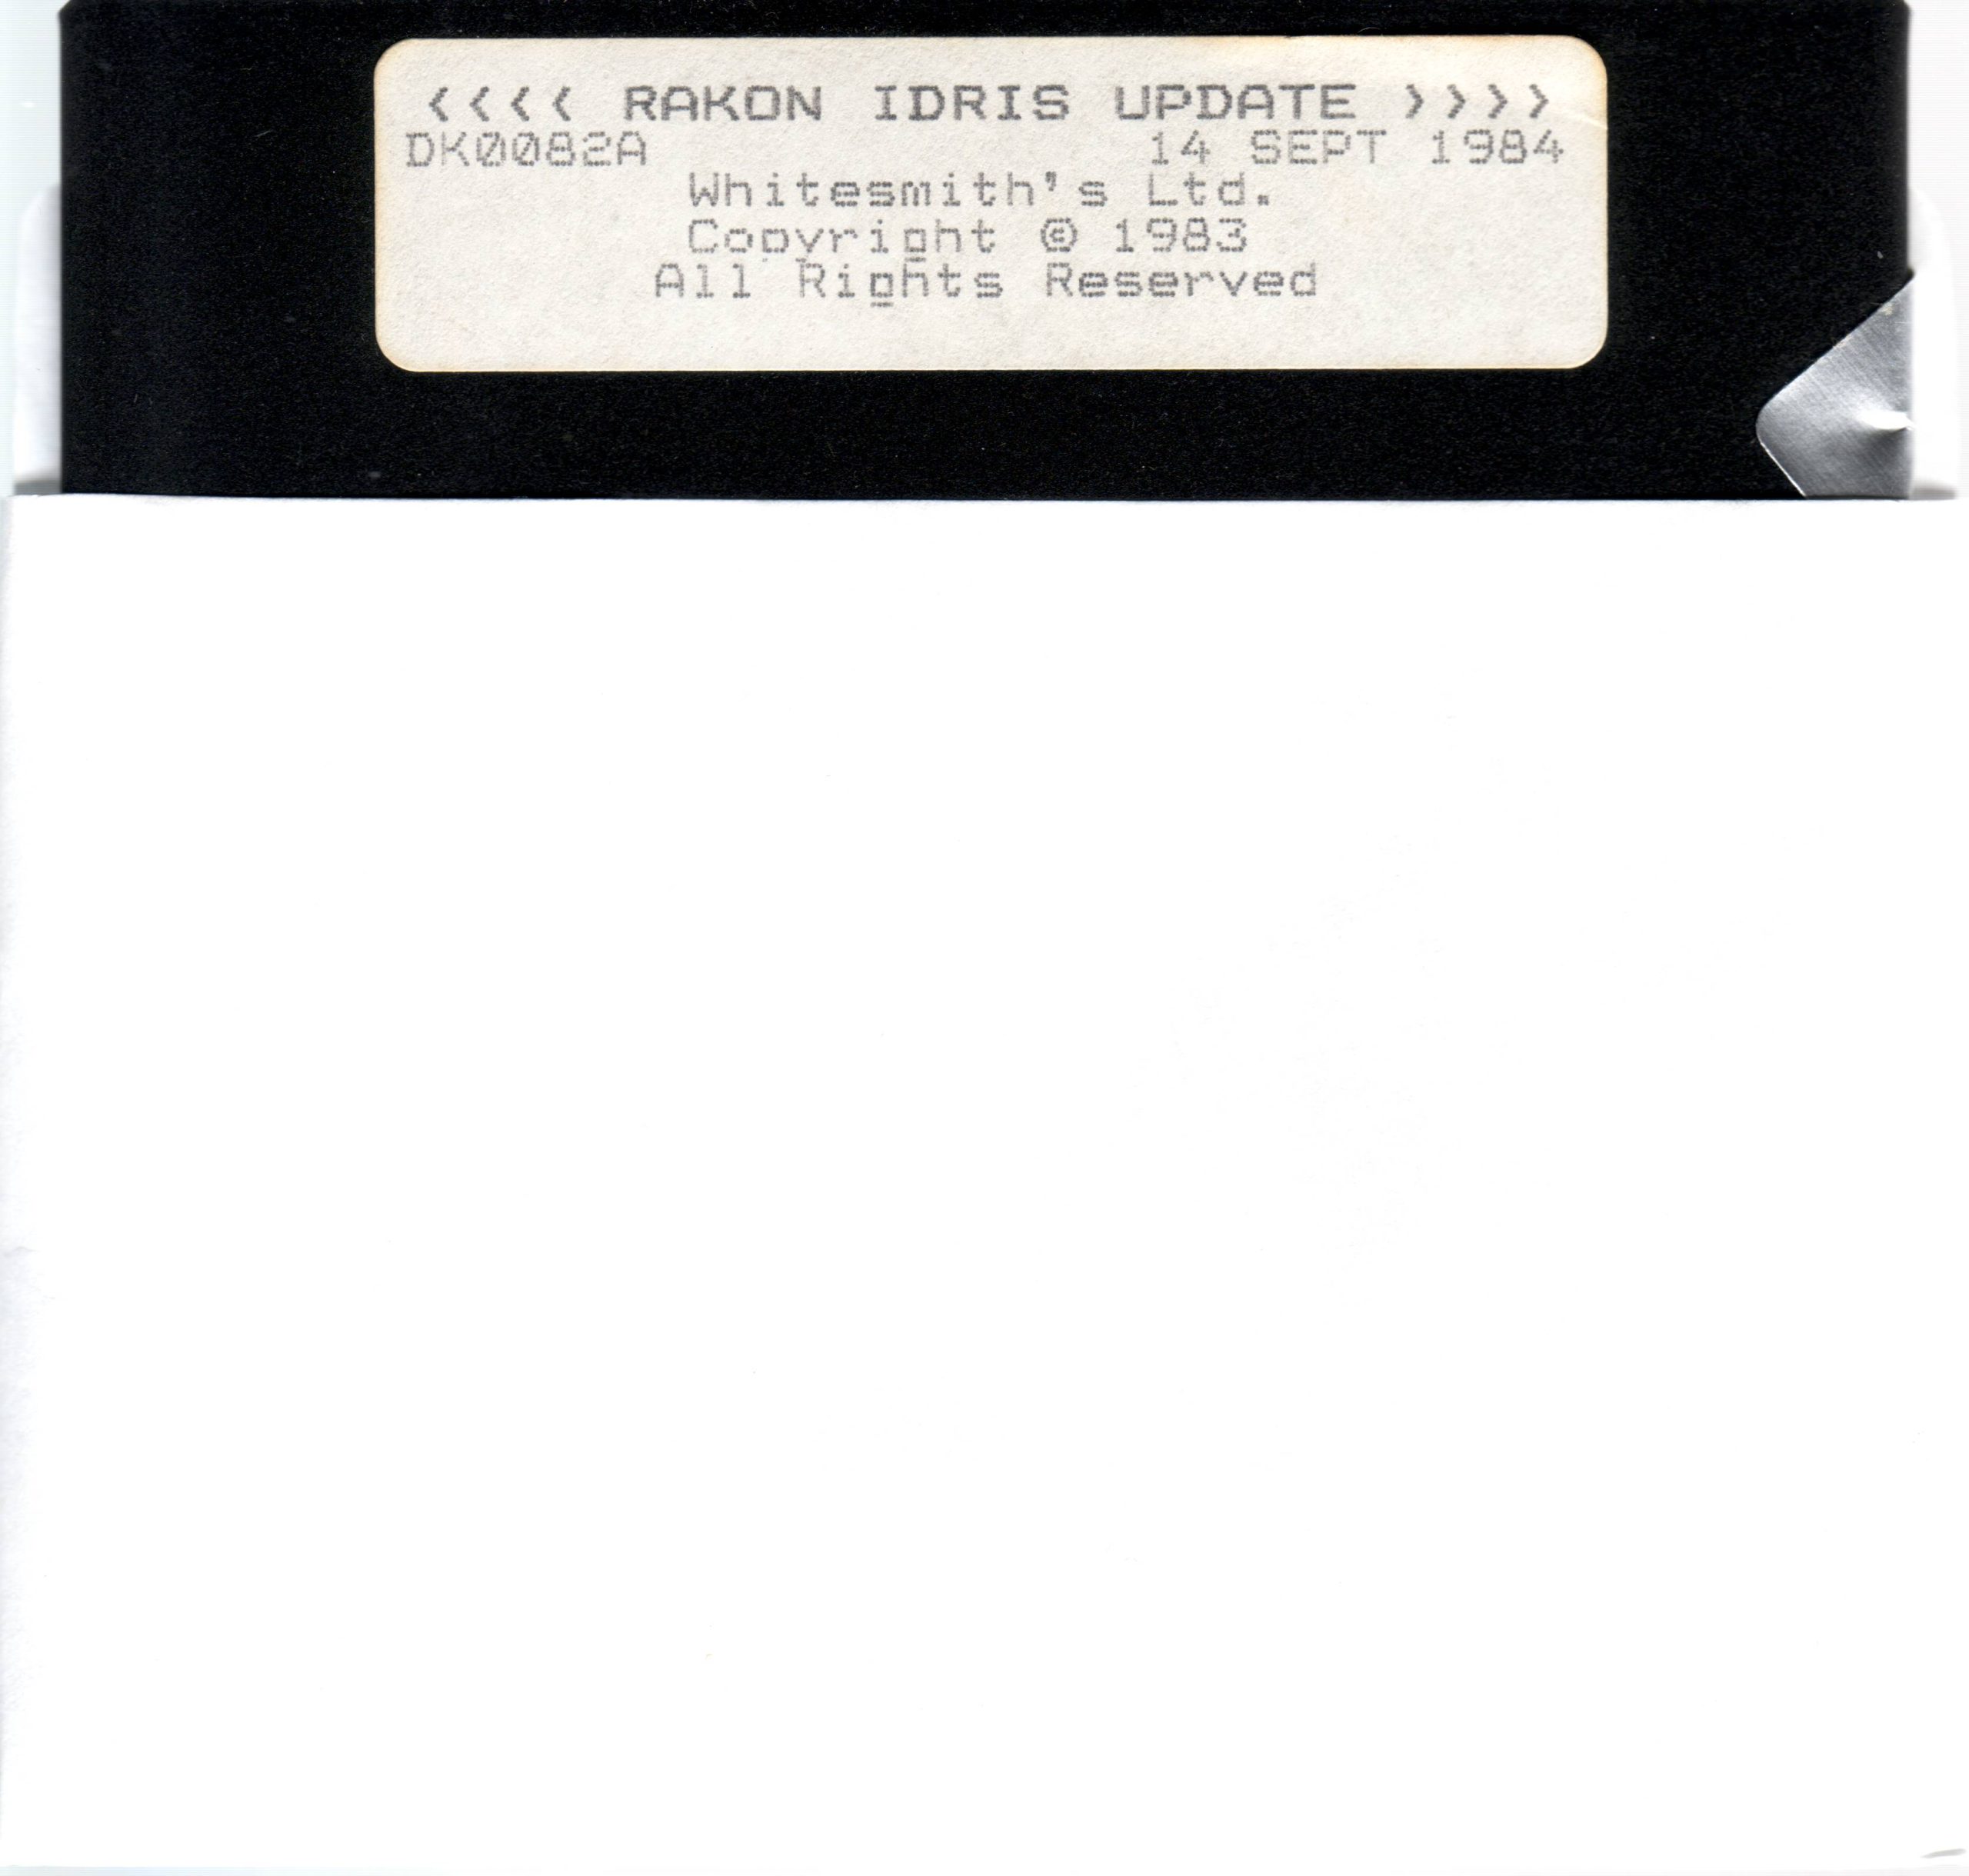 <<<< RAKON IDRIS UPDATE >>>>
DK0082A 14 SEPT 1984
Whitesmith's Ltd.
Copyright © 1983
All Rights Reserved